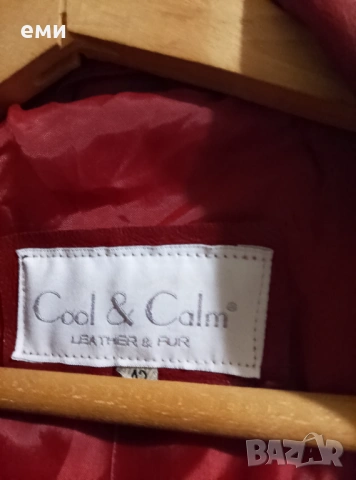 еми
Cool & Calm®
LEATHER & FUR
42
BAZAR